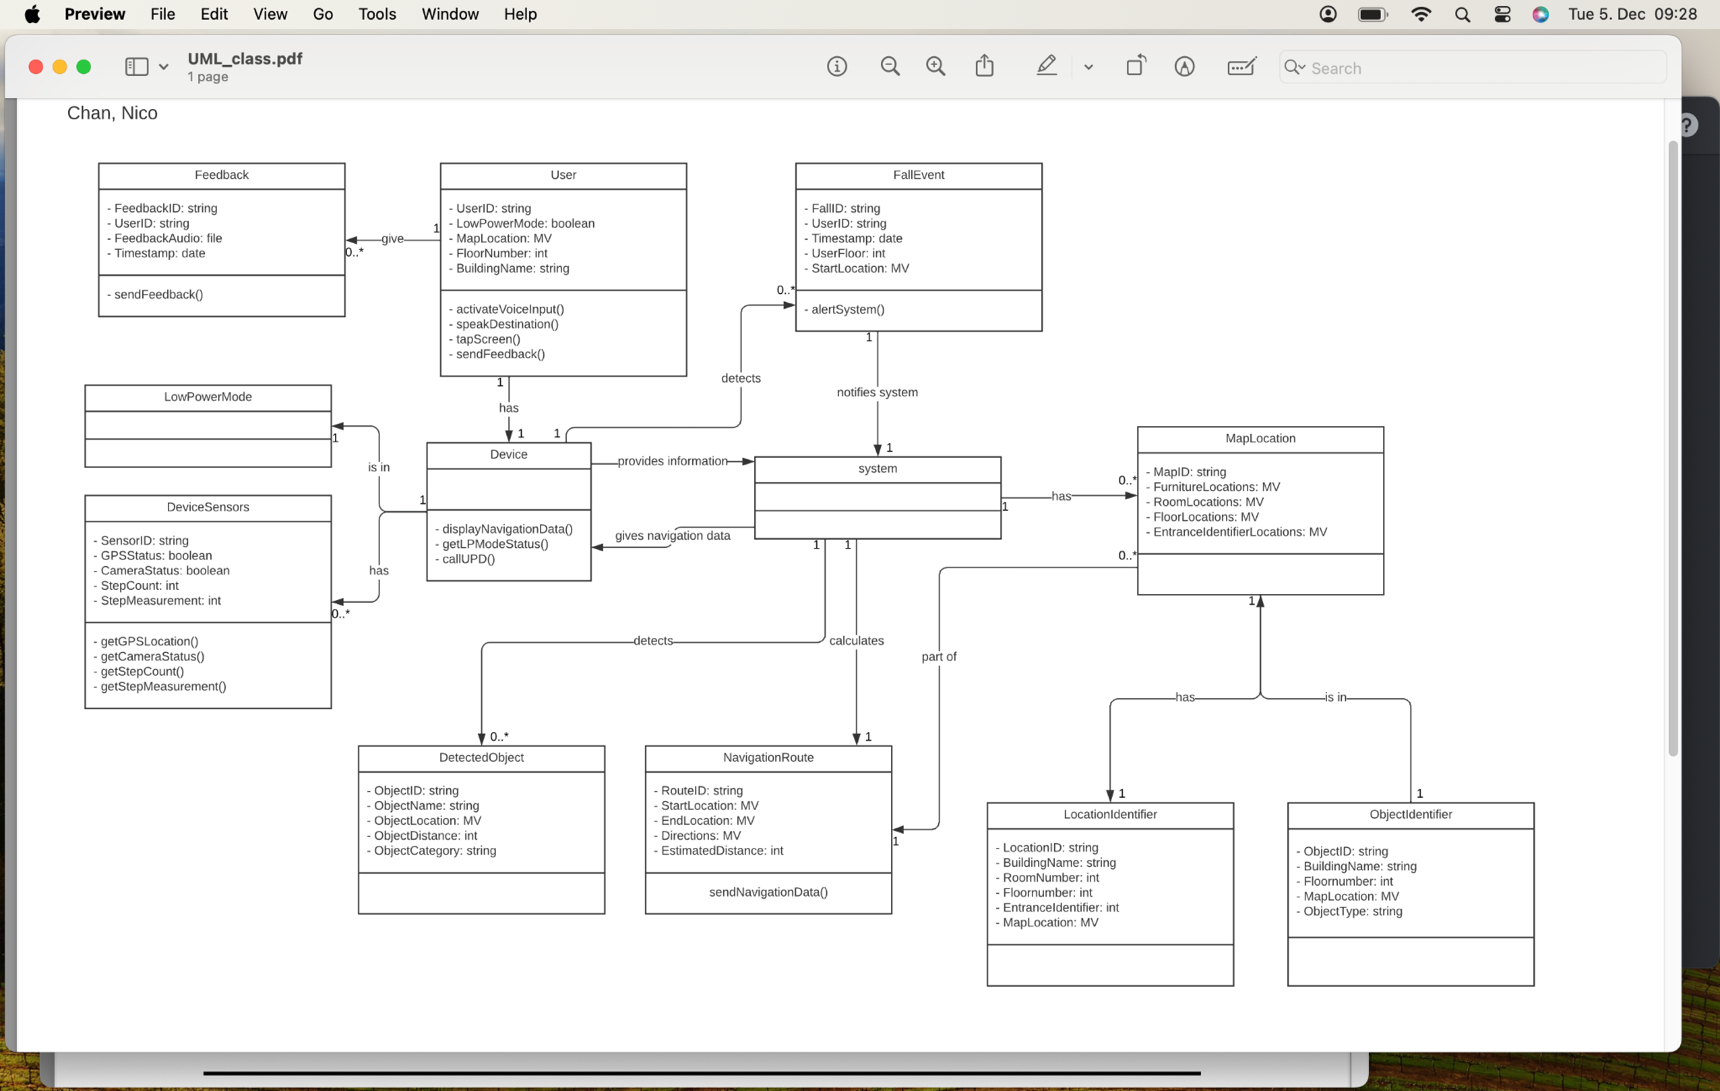 Preview File Edit View Go Tools Window Help Tue 5. Dec 09:28
UML_class.pdf
1 page
Search
Chan, Nico
Feedback
- FeedbackID: string
- UserID: string
- FeedbackAudio: file
- Timestamp: date
- sendFeedback()
give
1
0..*
User
- UserID: string
- LowPowerMode: boolean
- MapLocation: MV
- FloorNumber: int
- BuildingName: string
- activateVoiceInput()
- speakDestination()
- tapScreen()
- sendFeedback()
FallEvent
- FallID: string
- UserID: string
- Timestamp: date
- UserFloor: int
- StartLocation: MV
- alertSystem()
0..*
1
detects
notifies system
1
has
1
1
1
LowPowerMode
1
is in
Device
- displayNavigationData()
- getLPModeStatus()
- callUPD()
1
provides information
gives navigation data
system
1
has
0..*
MapLocation
- MapID: string
- FurnitureLocations: MV
- RoomLocations: MV
- FloorLocations: MV
- EntranceIdentifierLocations: MV
0..*
1
DeviceSensors
- SensorID: string
- GPSStatus: boolean
- CameraStatus: boolean
- StepCount: int
- StepMeasurement: int
- getGPSLocation()
- getCameraStatus()
- getStepCount()
- getStepMeasurement()
has
0..*
1
1
detects
calculates
part of
has
is in
0..*
1
1
1
1
DetectedObject
- ObjectID: string
- ObjectName: string
- ObjectLocation: MV
- ObjectDistance: int
- ObjectCategory: string
NavigationRoute
- RouteID: string
- StartLocation: MV
- EndLocation: MV
- Directions: MV
- EstimatedDistance: int
sendNavigationData()
LocationIdentifier
- LocationID: string
- BuildingName: string
- RoomNumber: int
- Floornumber: int
- EntranceIdentifier: int
- MapLocation: MV
ObjectIdentifier
- ObjectID: string
- BuildingName: string
- Floornumber: int
- MapLocation: MV
- ObjectType: string